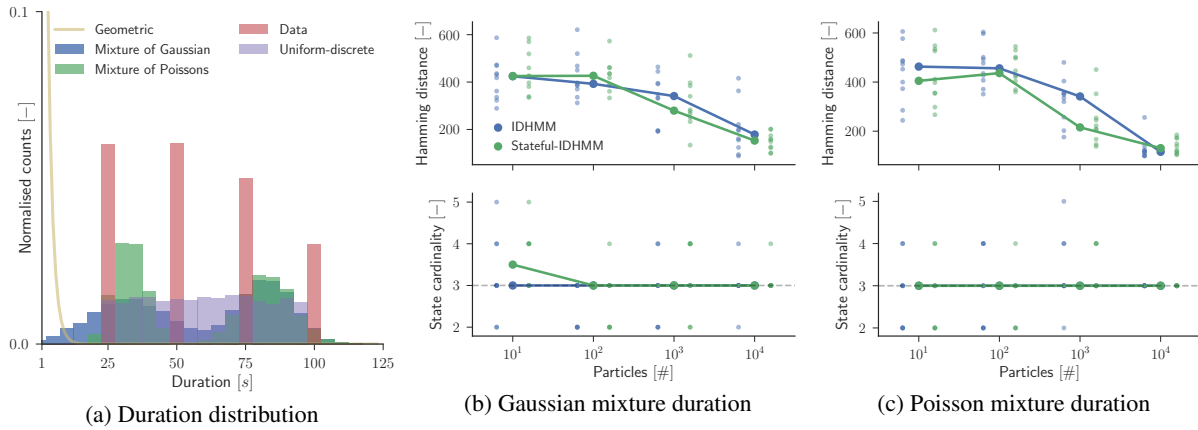 0.1
Geometric
Mixture of Gaussian
Mixture of Poissons
Data
Uniform-discrete
Normalised counts [−]
0.0
1
25
50
75
100
125
Duration [s]
(a) Duration distribution
Hamming distance [−]
600
400
200
IDHMM
Stateful-IDHMM
State cardinality [−]
5
4
3
2
10¹
10²
10³
10⁴
Particles [#]
(b) Gaussian mixture duration
Hamming distance [−]
600
400
200
State cardinality [−]
5
4
3
2
10¹
10²
10³
10⁴
Particles [#]
(c) Poisson mixture duration